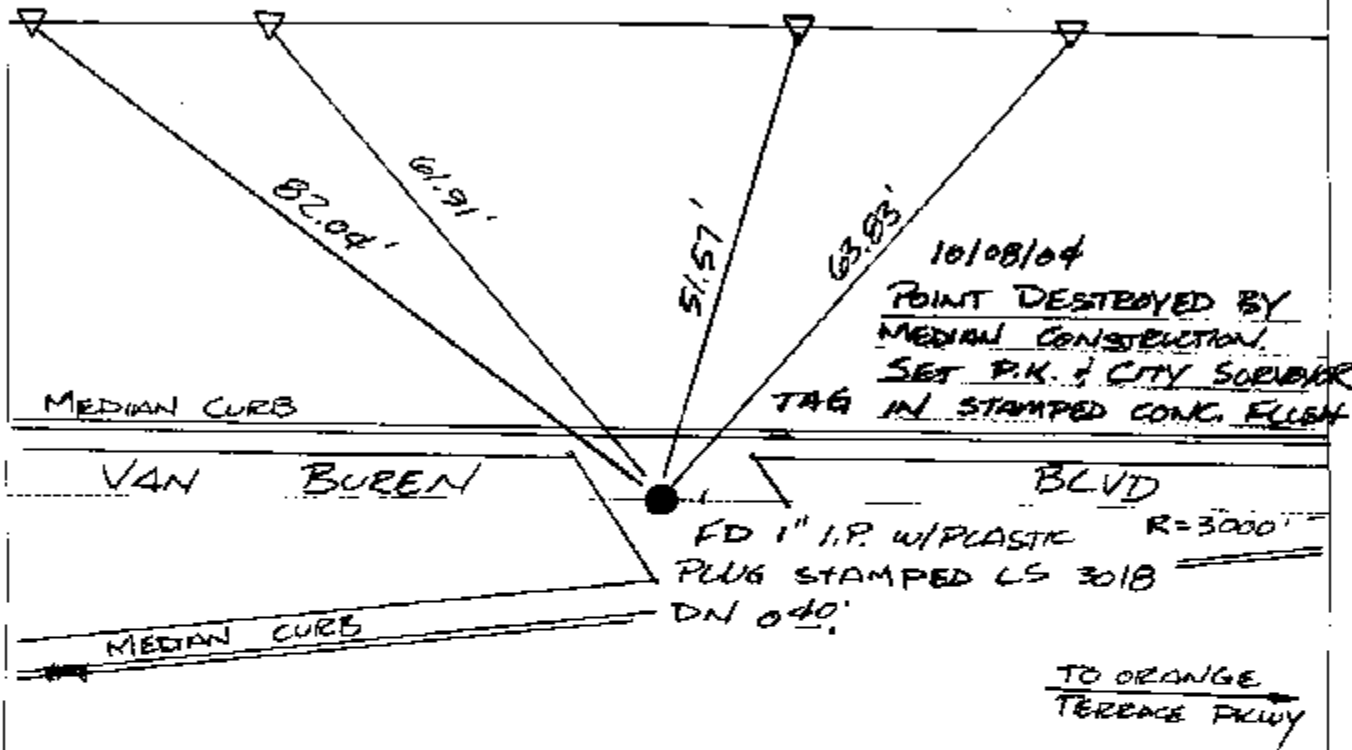 82.04'
61.91'
51.57'
63.83'
10/08/04
POINT DESTROYED BY
MEDIAN CONSTRUCTION.
SET P.K. & CITY SURVEYOR
TAG IN STAMPED CONC.
MEDIAN CURB
VAN BUREN BLVD
R=3000'
FD 1" I.P. W/PLASTIC
PLUG STAMPED LS 3018
DN 0.40'
MEDIAN CURB
TO ORANGE
TERRACE PKWY